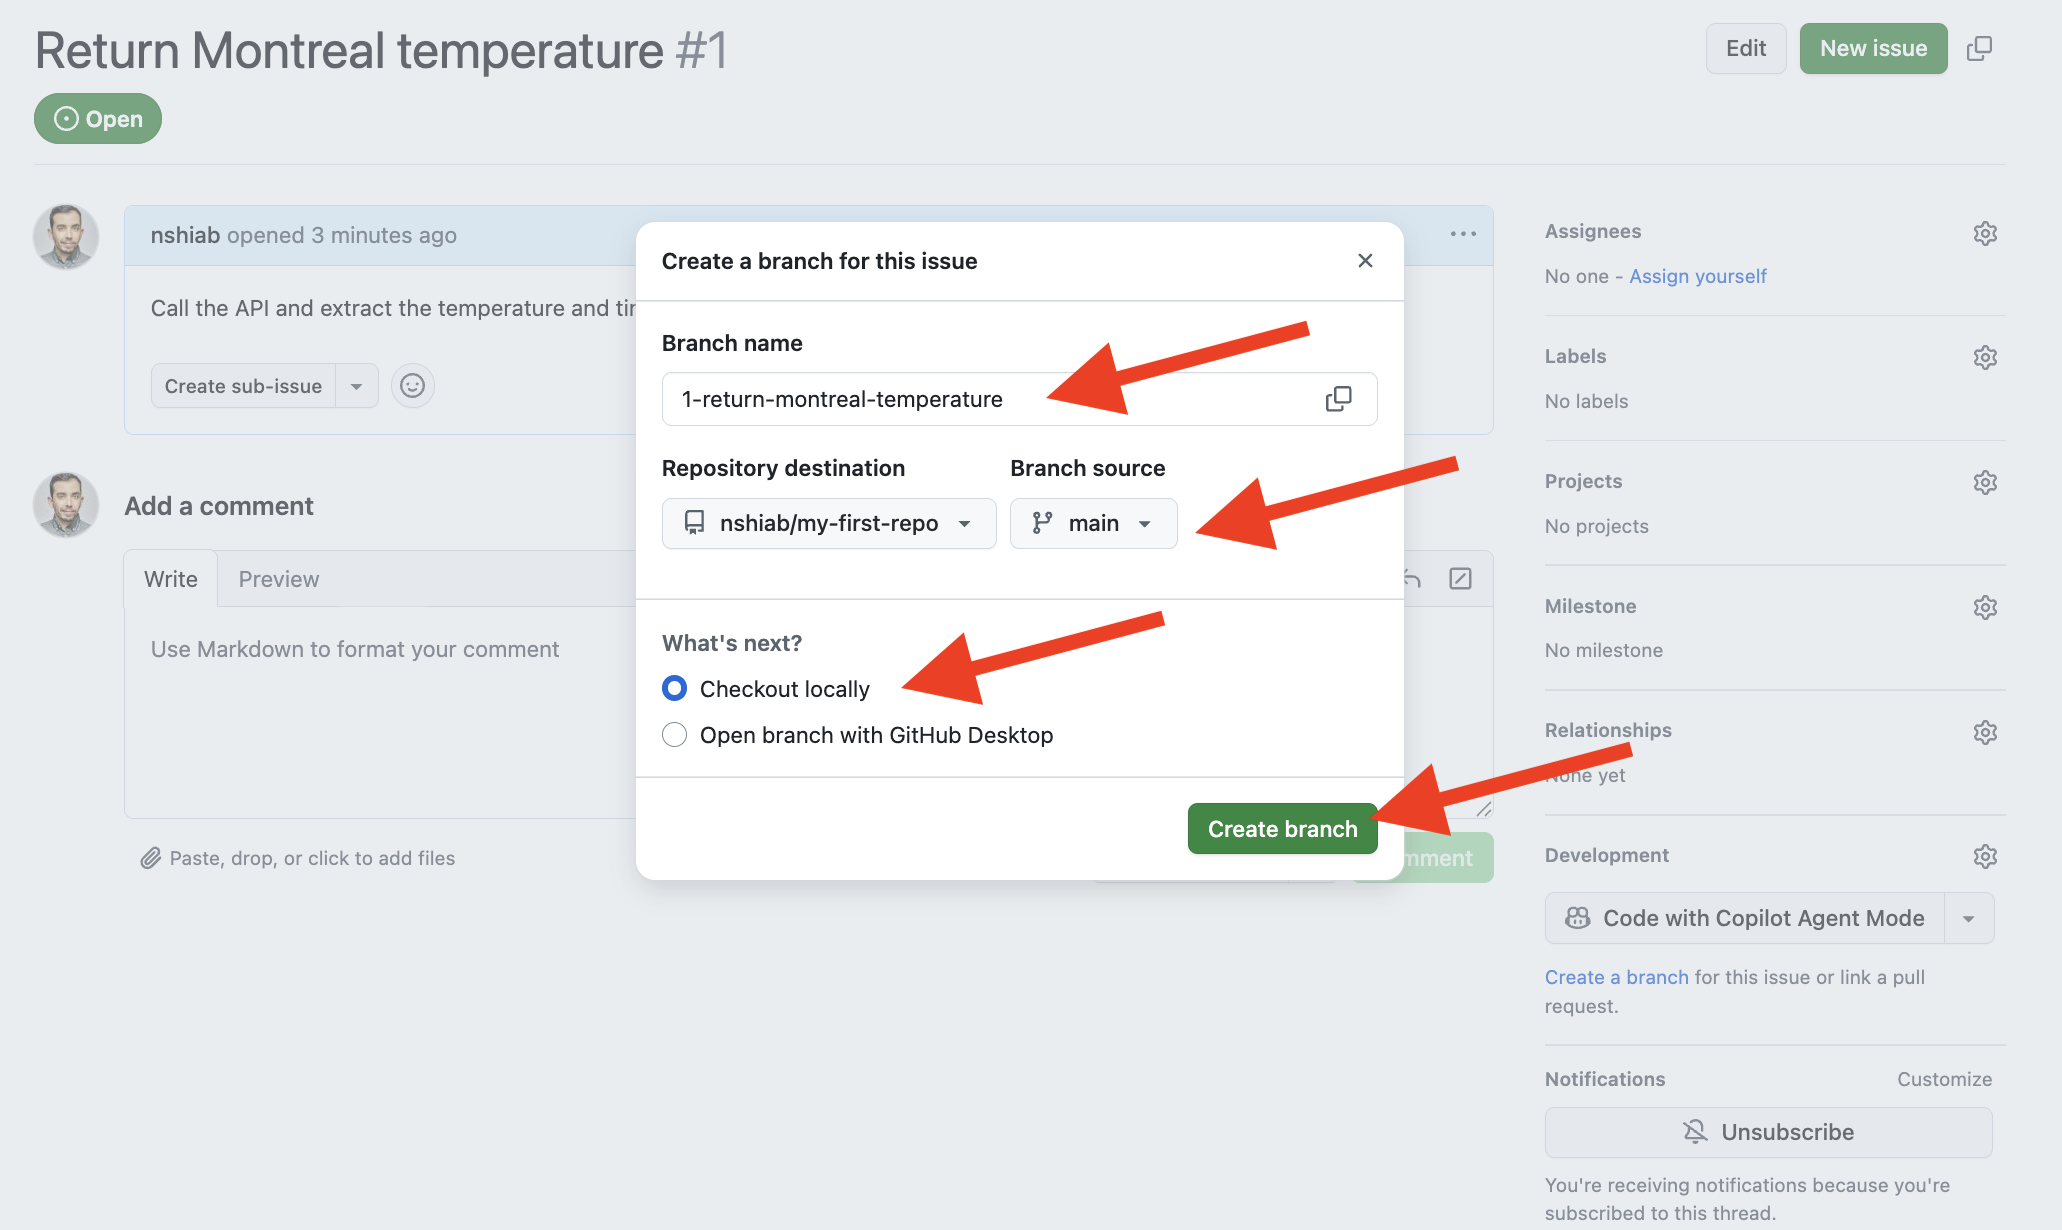 Return Montreal temperature #1
Edit
New issue
Open
nshiab opened 3 minutes ago
Call the API and extract the temperature and
Create sub-issue
Add a comment
Write
Preview
Use Markdown to format your comment
Paste, drop, or click to add files
Create a branch for this issue
Branch name
1-return-montreal-temperature
Repository destination
Branch source
nshiab/my-first-repo
main
What's next?
Checkout locally
Open branch with GitHub Desktop
Create branch
Assignees
No one - Assign yourself
Labels
No labels
Projects
No projects
Milestone
No milestone
Relationships
None yet
Development
Code with Copilot Agent Mode
Create a branch for this issue or link a pull
request.
Notifications
Customize
Unsubscribe
You're receiving notifications because you're
subscribed to this thread.